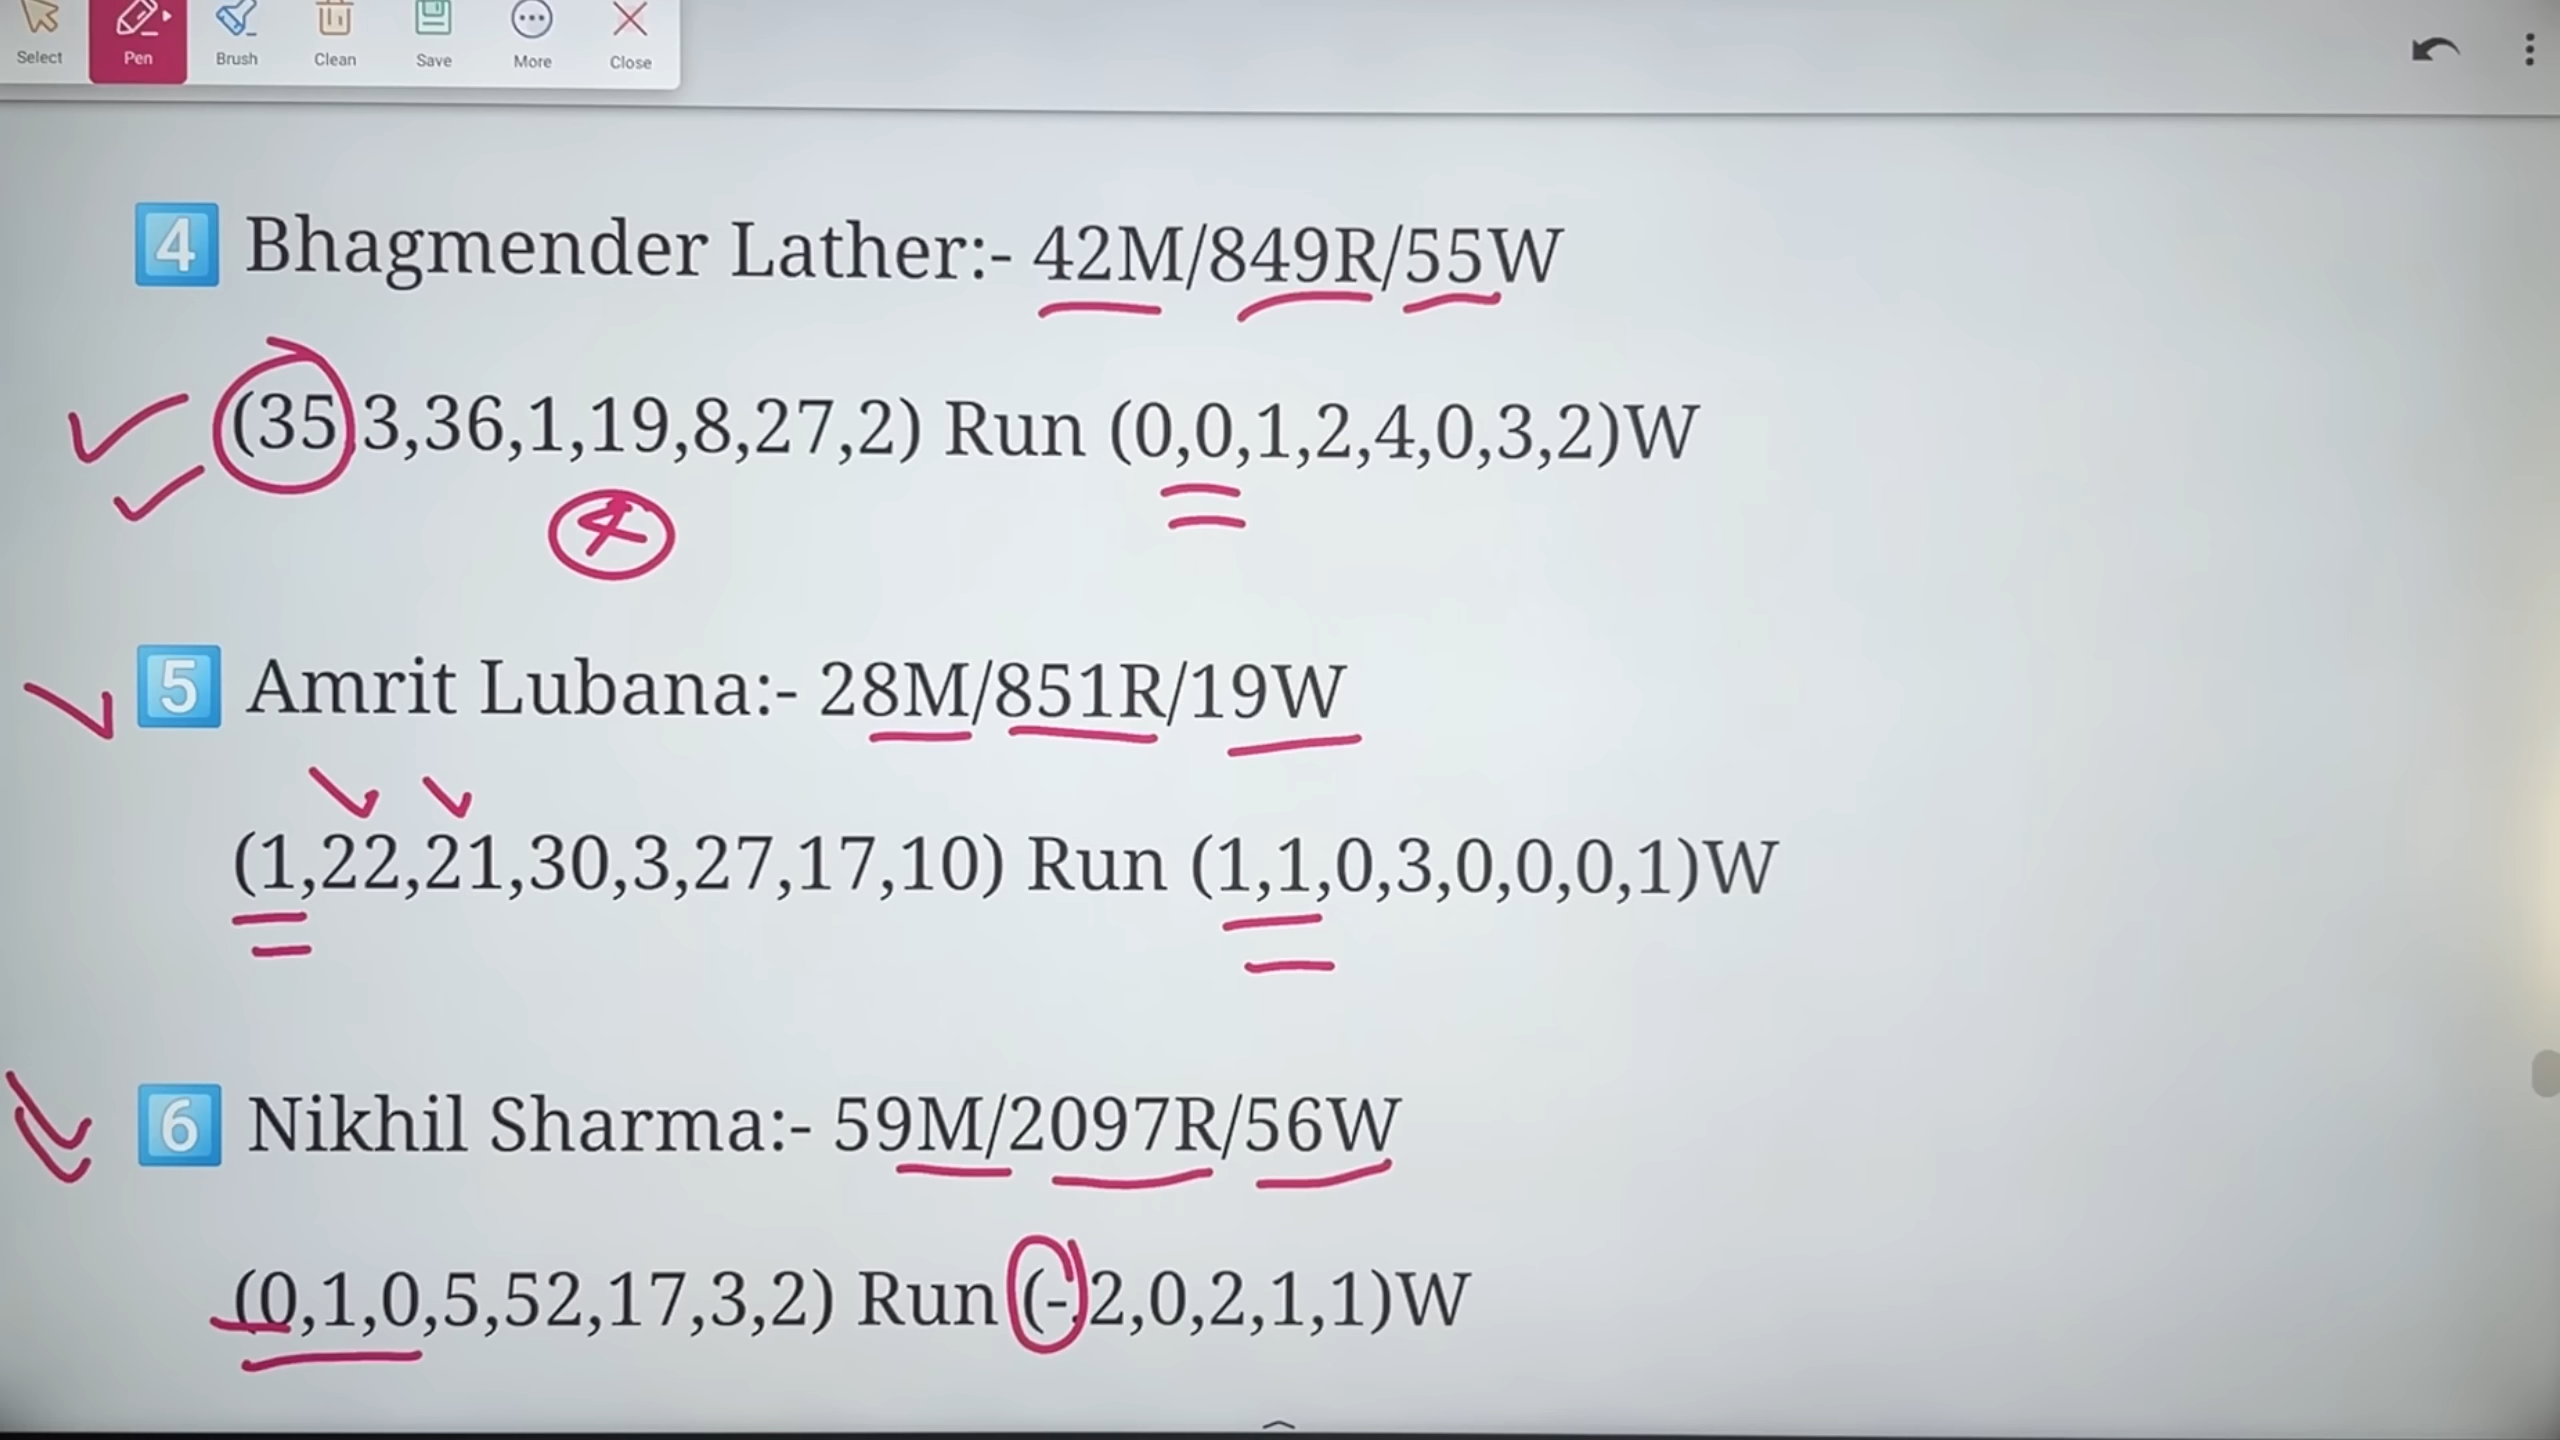 Select Pen Brush Clean Save More Close
4 Bhagmender Lather:- 42M/849R/55W
(35,3,36,1,19,8,27,2) Run (0,0,1,2,4,0,3,2)W
5 Amrit Lubana:- 28M/851R/19W
(1,22,21,30,3,27,17,10) Run (1,1,0,3,0,0,0,1)W
6 Nikhil Sharma:- 59M/2097R/56W
(0,1,0,5,52,17,3,2) Run (-,2,0,2,1,1)W